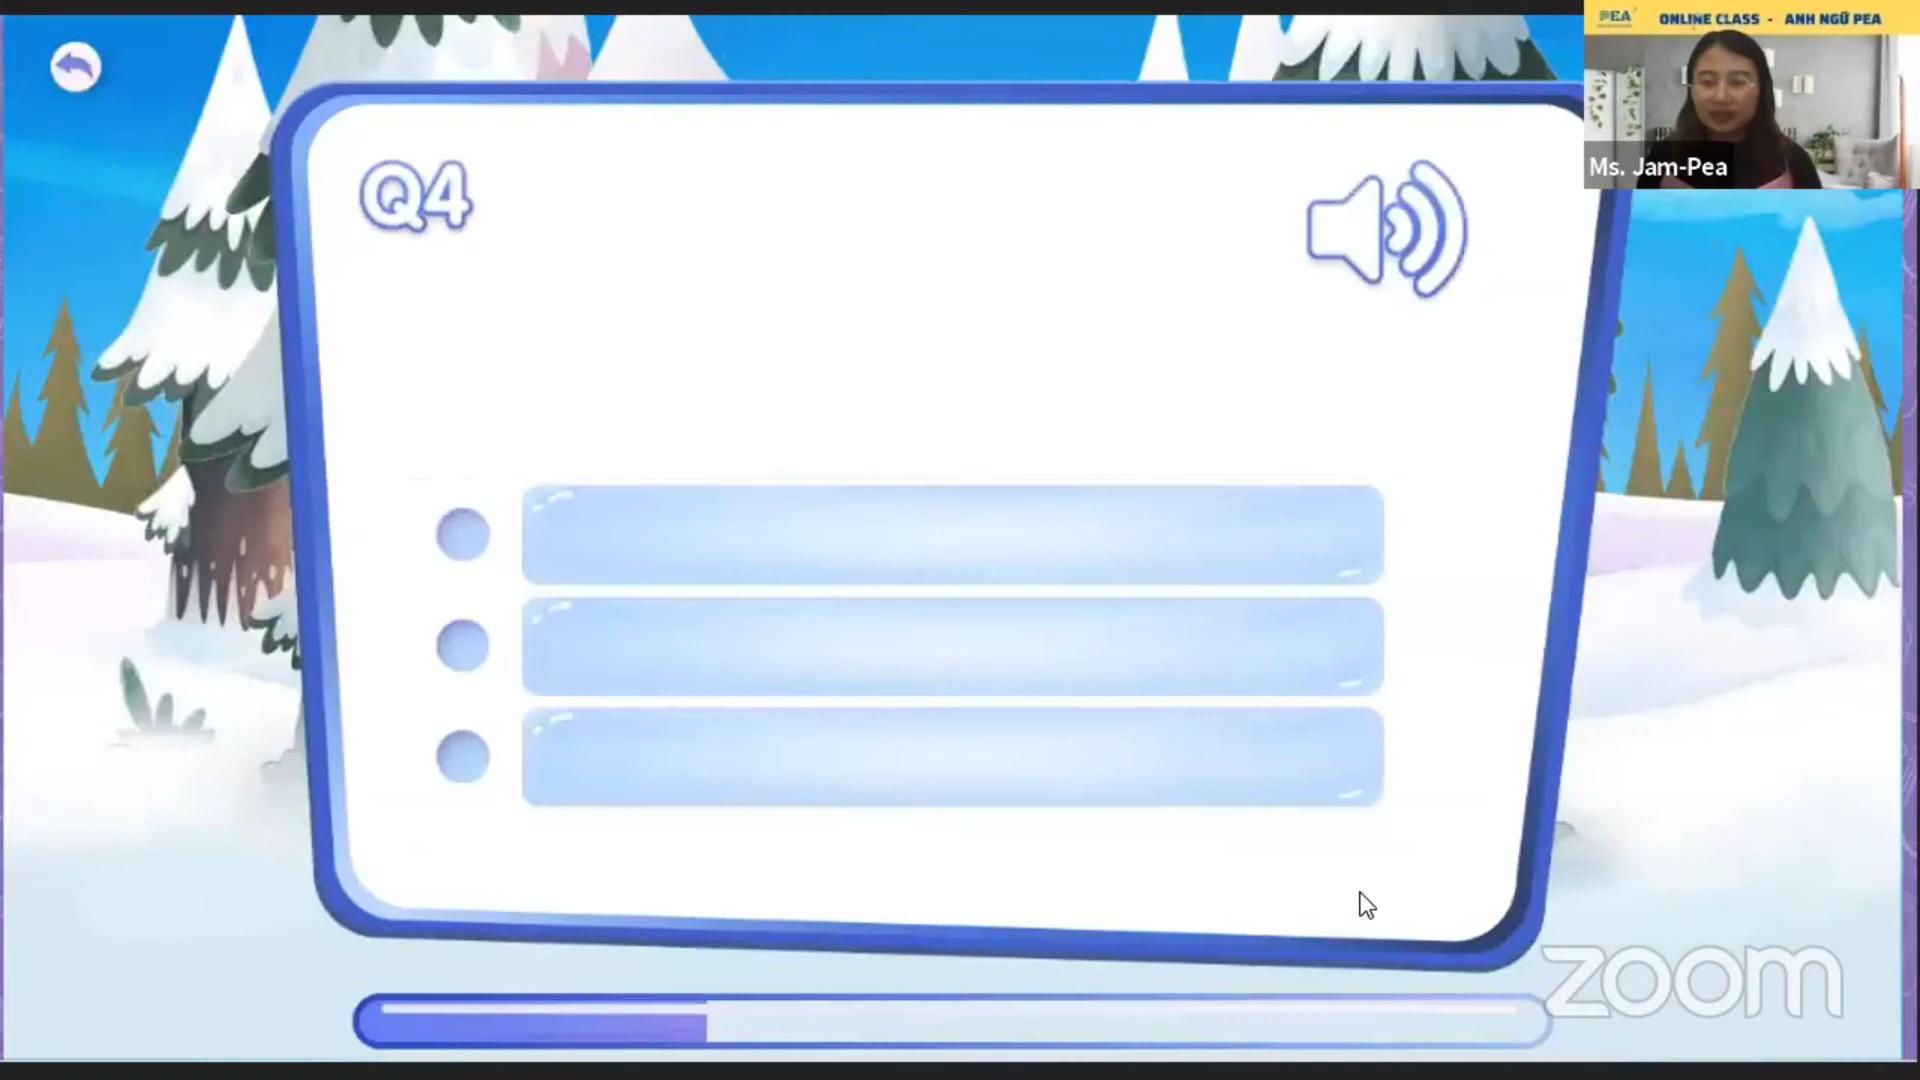 PEA
ONLINE CLASS - ANH NGỮ PEA
Ms. Jam-Pea
Q4
zoom